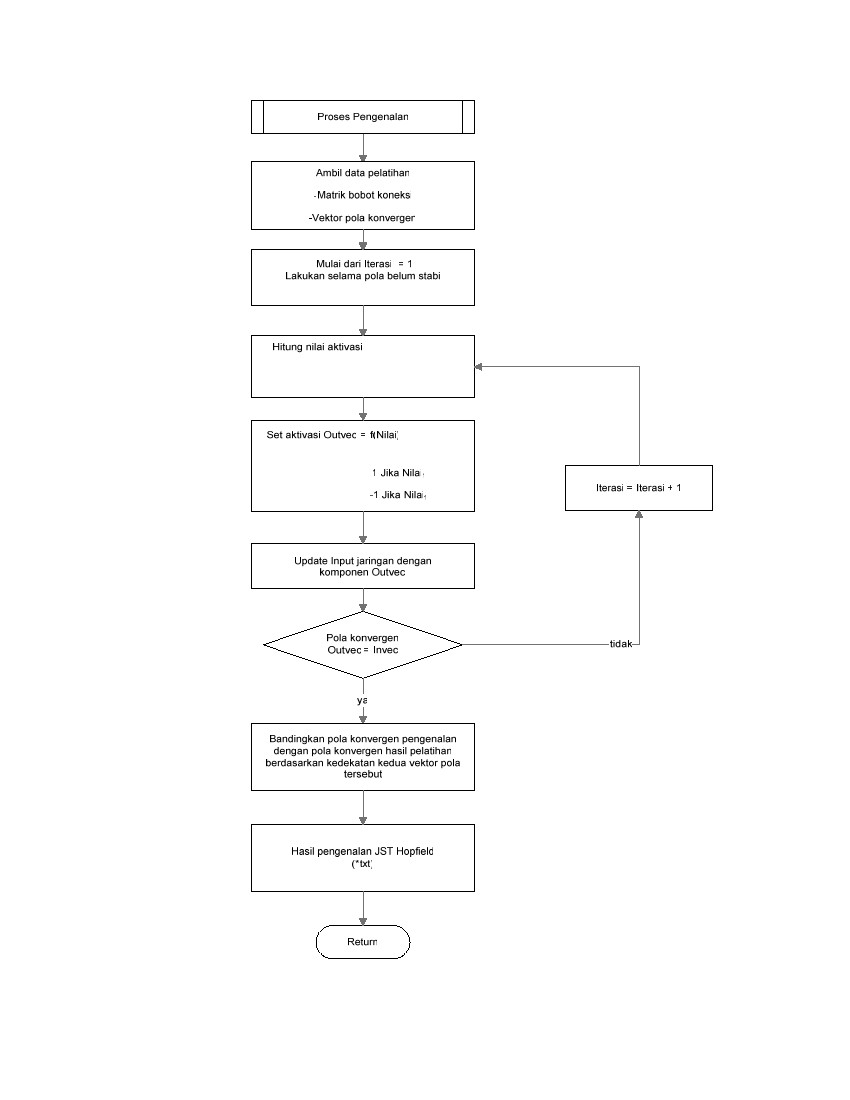 Proses Pengenalan
Ambil data pelatihan
-Matrik bobot koneksi
-Vektor pola konvergen
Mulai dari Iterasi = 1
Lakukan selama pola belum stabi
Hitung nilai aktivasi
Set aktivasi Outvec = f(Nilai)
1 Jika Nilai
-1 Jika Nilai
Iterasi = Iterasi + 1
Update Input jaringan dengan
komponen Outvec
Pola konvergen
Outvec = Invec
tidak
ya
Bandingkan pola konvergen pengenalan
dengan pola konvergen hasil pelatihan
berdasarkan kedekatan kedua vektor pola
tersebut
Hasil pengenalan JST Hopfield
(*txt)
Return